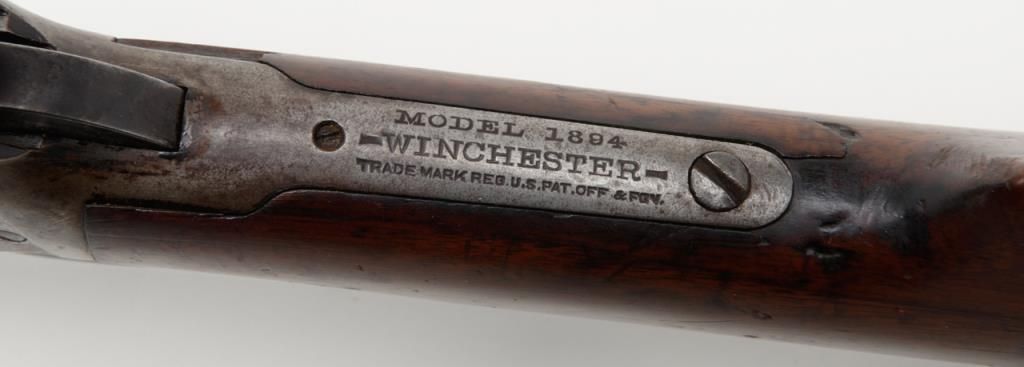 MODEL 1894
-WINCHESTER-
TRADE MARK REG. U.S. PAT. OFF. & FGN.